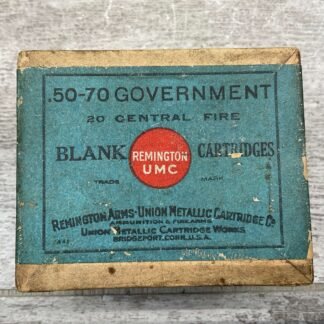 .50-70 GOVERNMENT
20 CENTRAL FIRE
BLANK CARTRIDGES
REMINGTON
UMC
TRADE MARK
REMINGTON ARMS-UNION METALLIC CARTRIDGE CO
AMMUNITION & FIREARMS
UNION METALLIC CARTRIDGE WORKS
BRIDGEPORT, CONN, U.S.A.